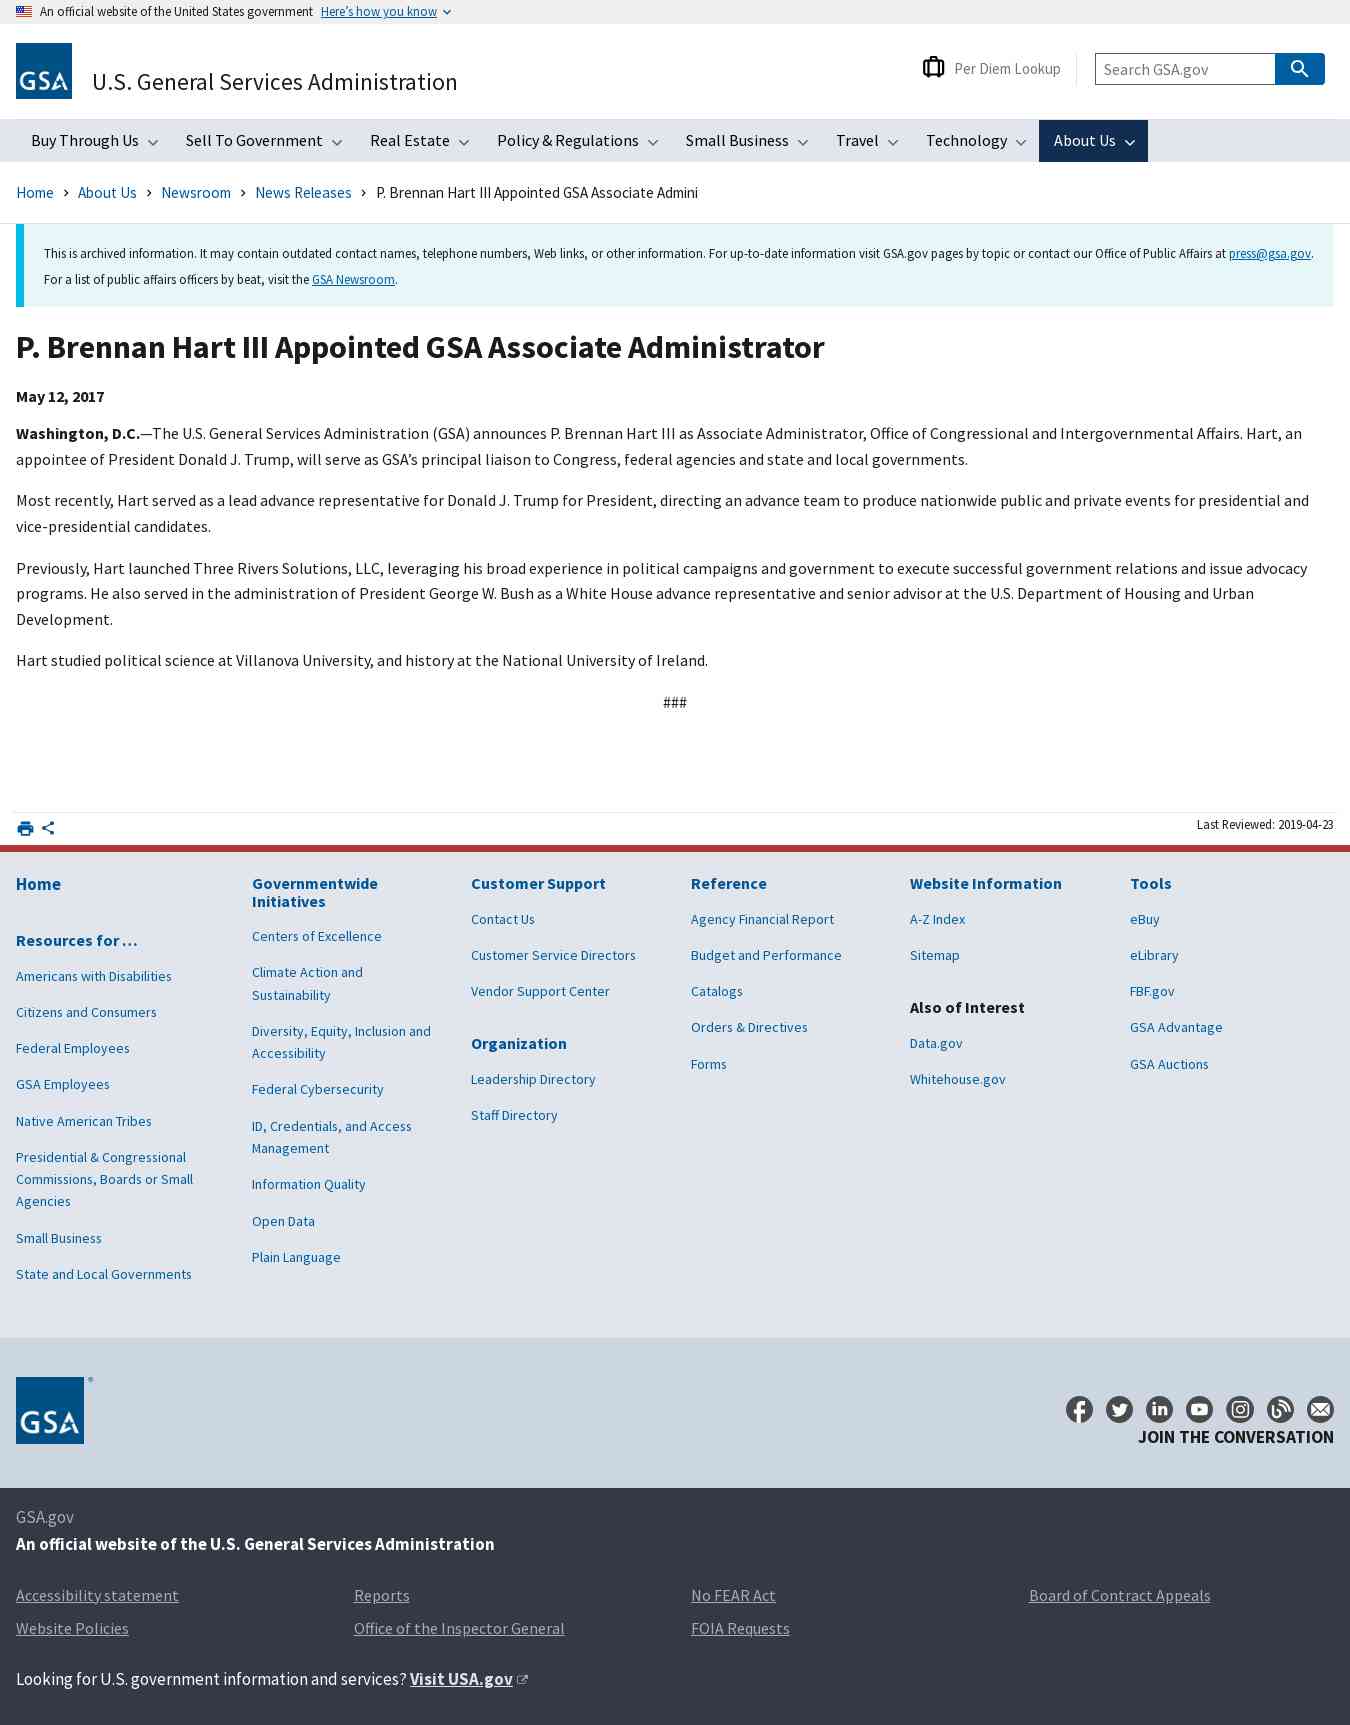 An official website of the United States government Here's how you know
GSA
U.S. General Services Administration
Per Diem Lookup
Search GSA.gov
Buy Through Us Sell To Government Real Estate Policy & Regulations Small Business Travel Technology About Us
Home About Us Newsroom News Releases P. Brennan Hart III Appointed GSA Associate Admini
This is archived information. It may contain outdated contact names, telephone numbers, Web links, or other information. For up-to-date information visit GSA.gov pages by topic or contact our Office of Public Affairs at press@gsa.gov.
For a list of public affairs officers by beat, visit the GSA Newsroom.
P. Brennan Hart III Appointed GSA Associate Administrator
May 12, 2017
Washington, D.C.—The U.S. General Services Administration (GSA) announces P. Brennan Hart III as Associate Administrator, Office of Congressional and Intergovernmental Affairs. Hart, an
appointee of President Donald J. Trump, will serve as GSA's principal liaison to Congress, federal agencies and state and local governments.
Most recently, Hart served as a lead advance representative for Donald J. Trump for President, directing an advance team to produce nationwide public and private events for presidential and
vice-presidential candidates.
Previously, Hart launched Three Rivers Solutions, LLC, leveraging his broad experience in political campaigns and government to execute successful government relations and issue advocacy
programs. He also served in the administration of President George W. Bush as a White House advance representative and senior advisor at the U.S. Department of Housing and Urban
Development.
Hart studied political science at Villanova University, and history at the National University of Ireland.
###
Last Reviewed: 2019-04-23
Home
Resources for …
Americans with Disabilities
Citizens and Consumers
Federal Employees
GSA Employees
Native American Tribes
Presidential & Congressional
Commissions, Boards or Small
Agencies
Small Business
State and Local Governments
Governmentwide
Initiatives
Centers of Excellence
Climate Action and
Sustainability
Diversity, Equity, Inclusion and
Accessibility
Federal Cybersecurity
ID, Credentials, and Access
Management
Information Quality
Open Data
Plain Language
Customer Support
Contact Us
Customer Service Directors
Vendor Support Center
Organization
Leadership Directory
Staff Directory
Reference
Agency Financial Report
Budget and Performance
Catalogs
Orders & Directives
Forms
Website Information
A-Z Index
Sitemap
Also of Interest
Data.gov
Whitehouse.gov
Tools
eBuy
eLibrary
FBF.gov
GSA Advantage
GSA Auctions
GSA®
JOIN THE CONVERSATION
GSA.gov
An official website of the U.S. General Services Administration
Accessibility statement Reports No FEAR Act Board of Contract Appeals
Website Policies Office of the Inspector General FOIA Requests
Looking for U.S. government information and services? Visit USA.gov